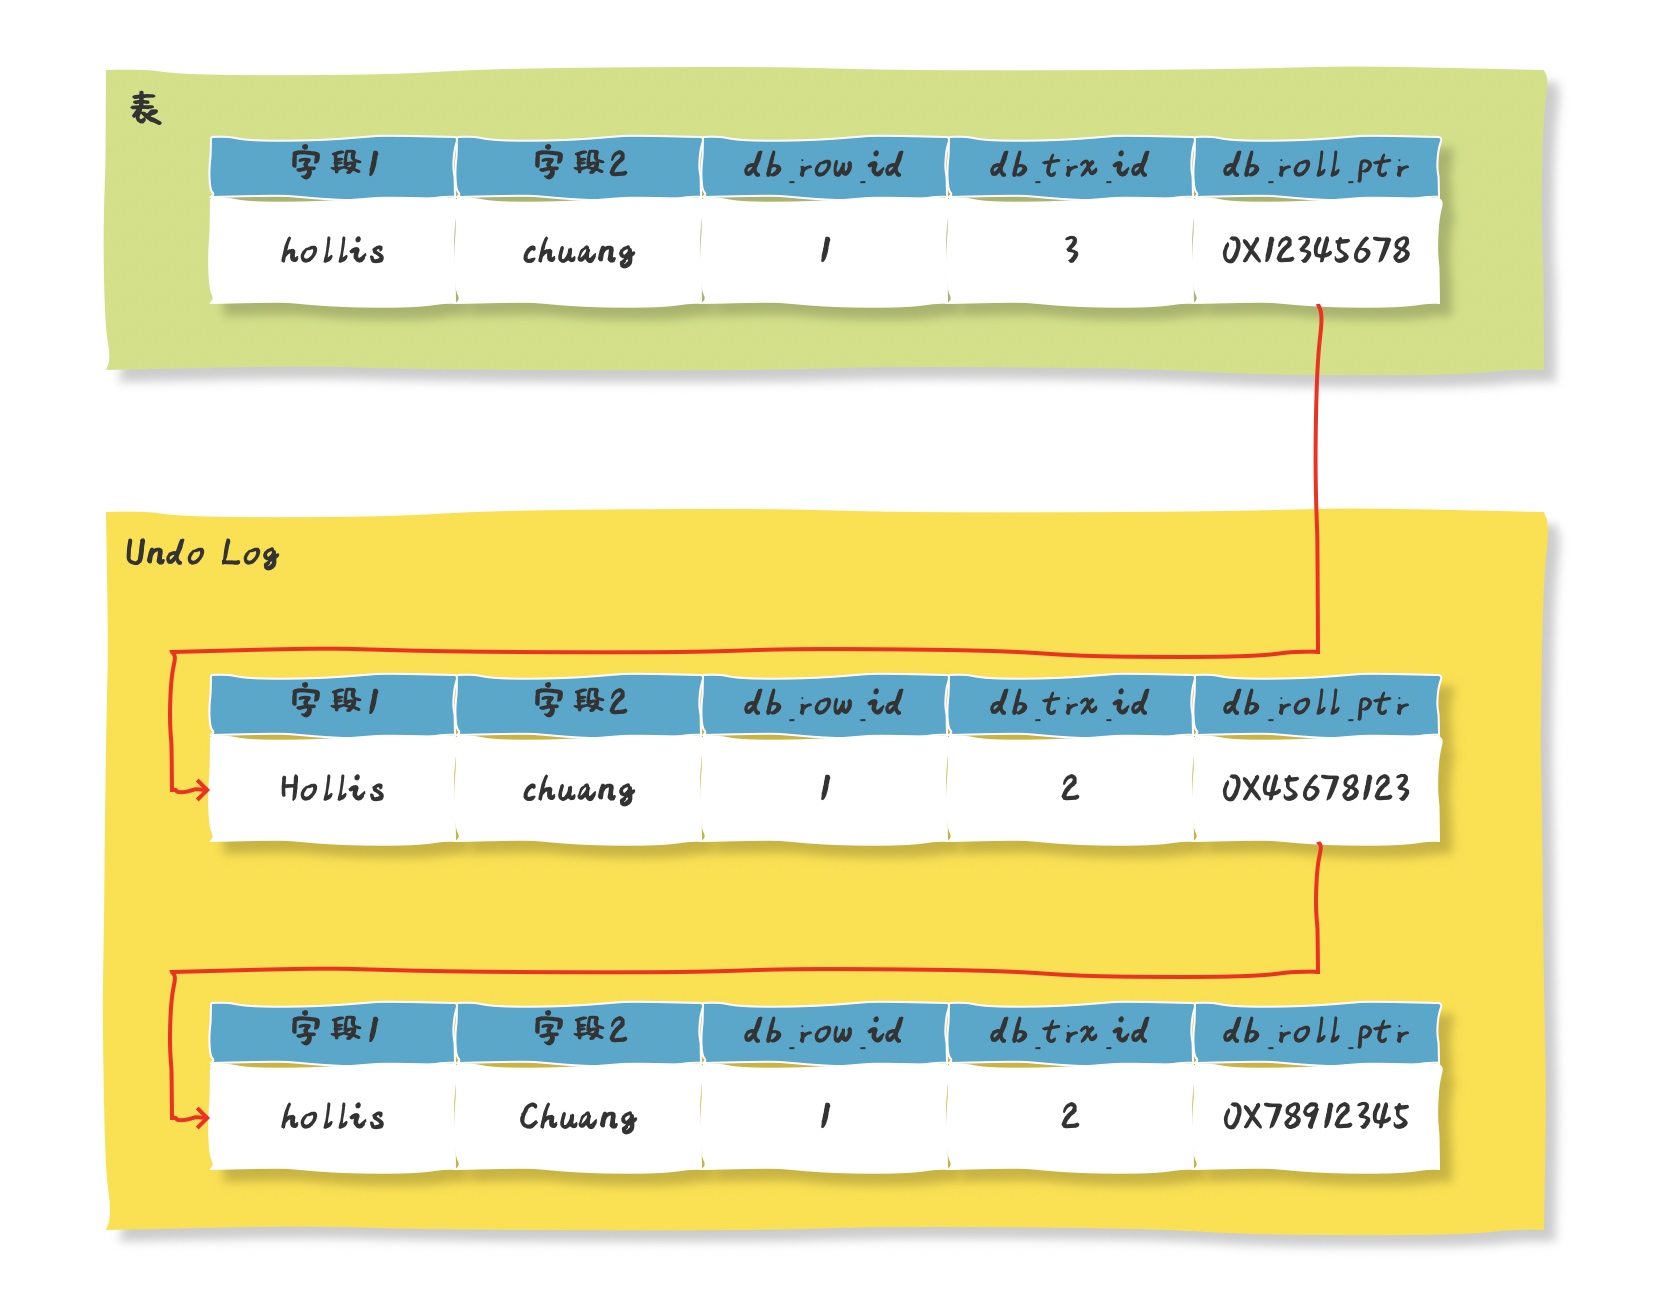 表
字段1 字段2 db_row_id db_trx_id db_roll_ptr
hollis chuang 1 3 0X12345678
Undo Log
字段1 字段2 db_row_id db_trx_id db_roll_ptr
Hollis chuang 1 2 0X45678123
字段1 字段2 db_row_id db_trx_id db_roll_ptr
hollis Chuang 1 2 0X78912345